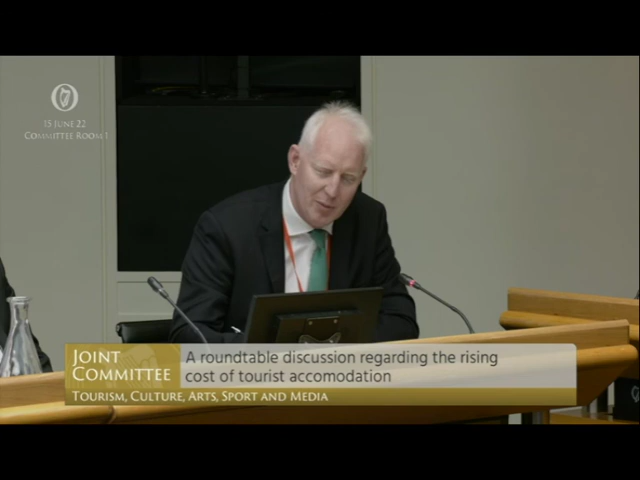 15 JUNE 22
COMMITTEE ROOM 1
JOINT
COMMITTEE
A roundtable discussion regarding the rising
cost of tourist accomodation
TOURISM, CULTURE, ARTS, SPORT AND MEDIA